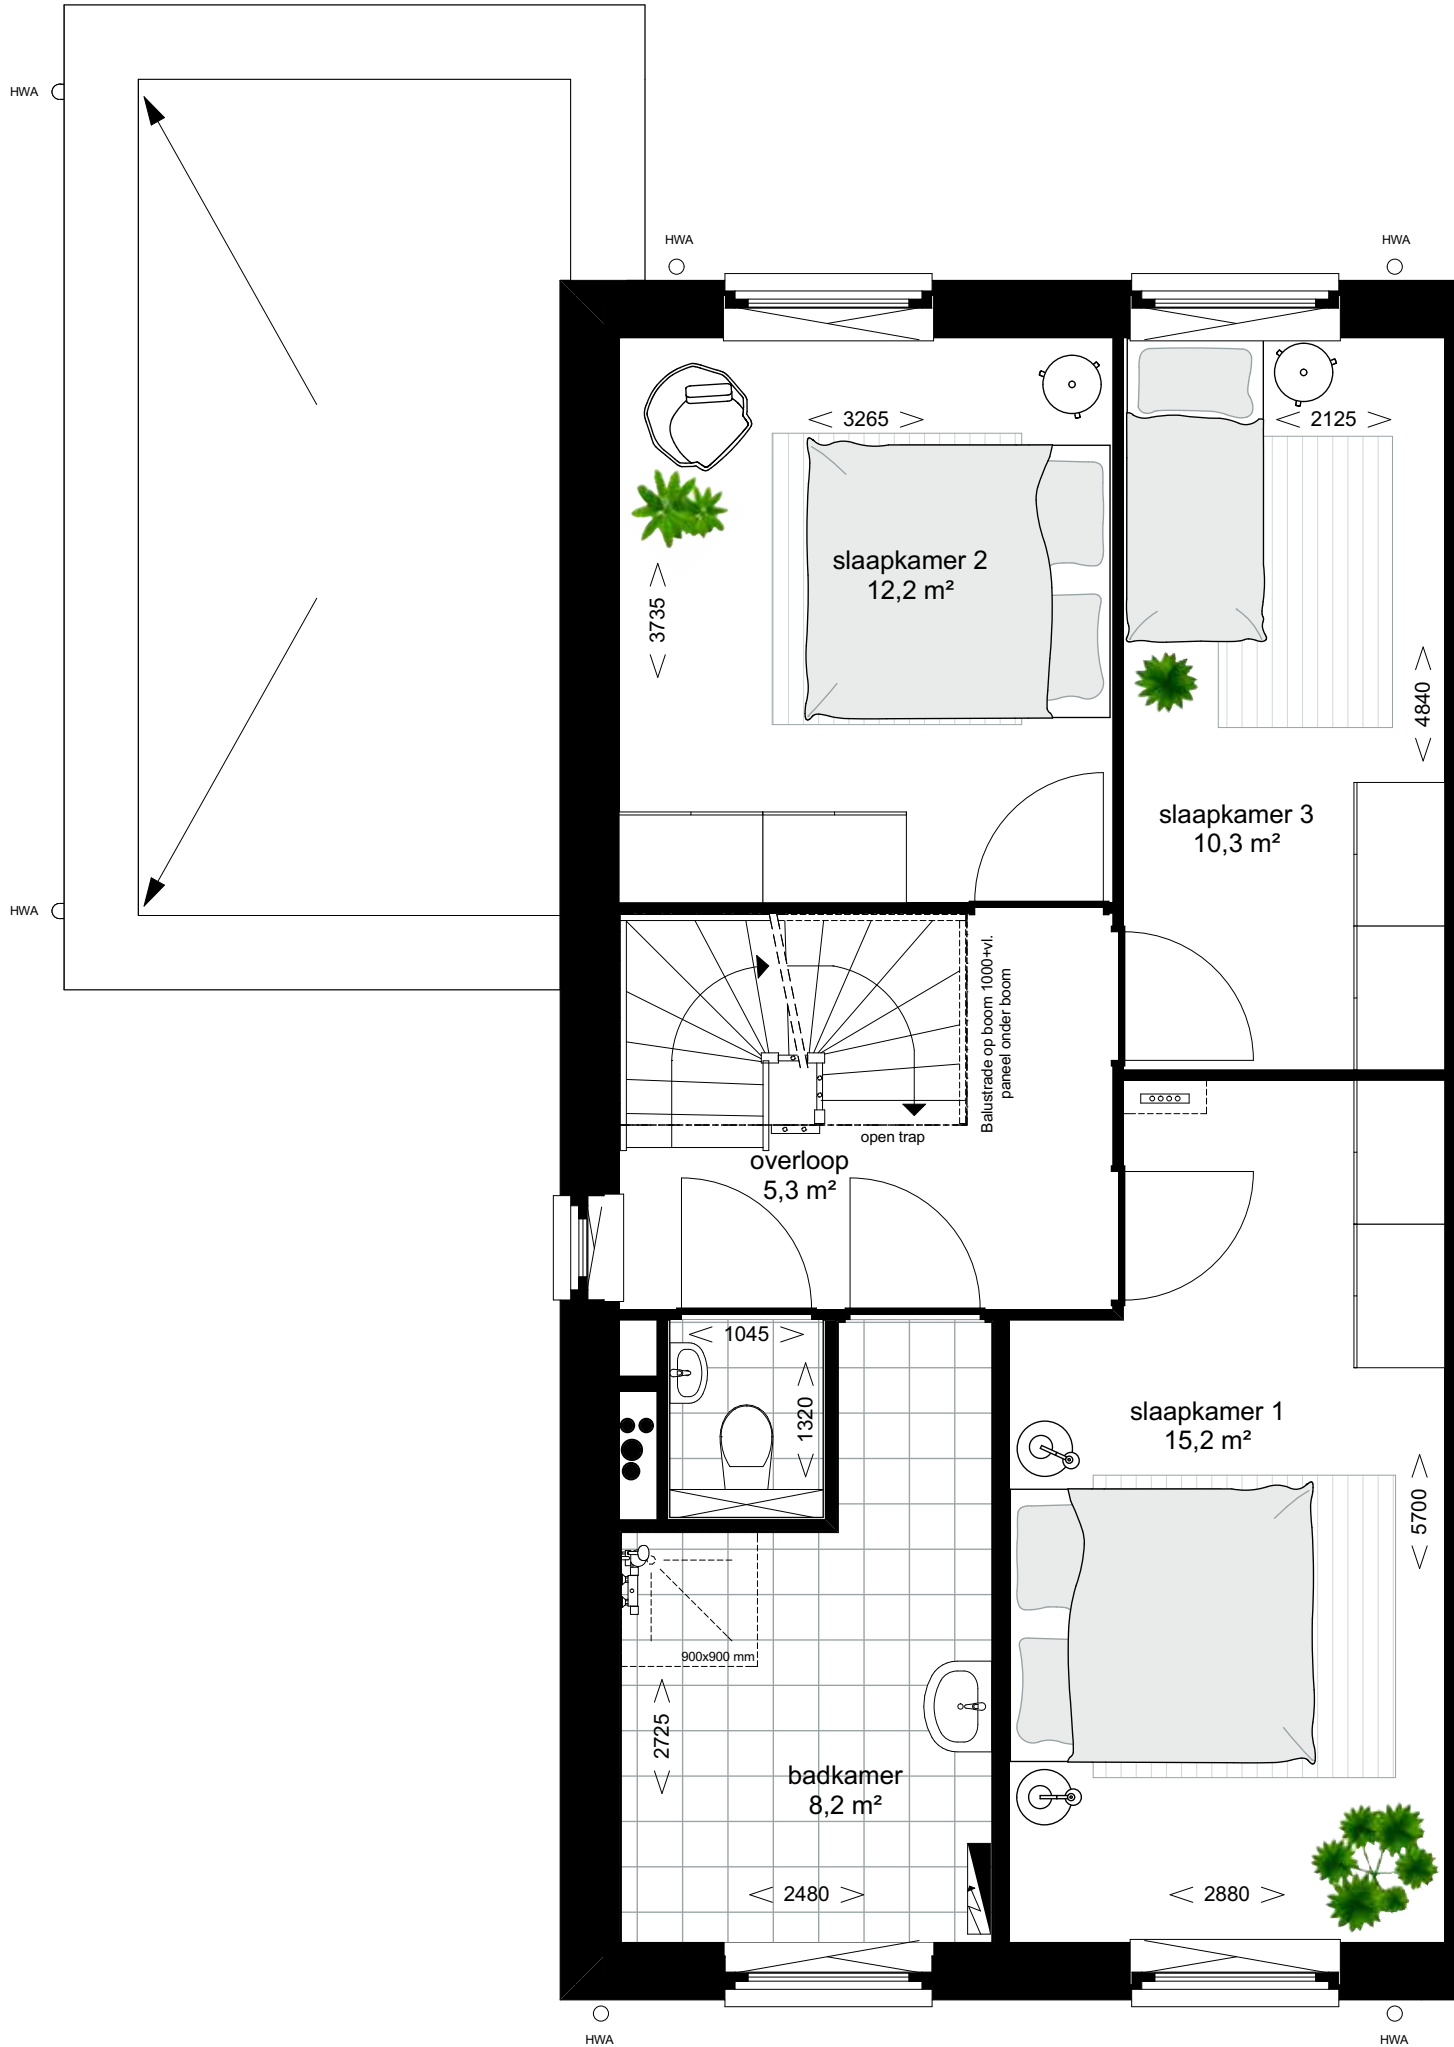 HWA
HWA
HWA
3265
2125
slaapkamer 2
12,2 m²
3735
4840
slaapkamer 3
10,3 m²
HWA
Balustrade op boom 1000+vl.
paneel onder boom
open trap
overloop
5,3 m²
1045
1320
slaapkamer 1
15,2 m²
5700
900x900 mm
2725
badkamer
8,2 m²
2480
2880
HWA
HWA